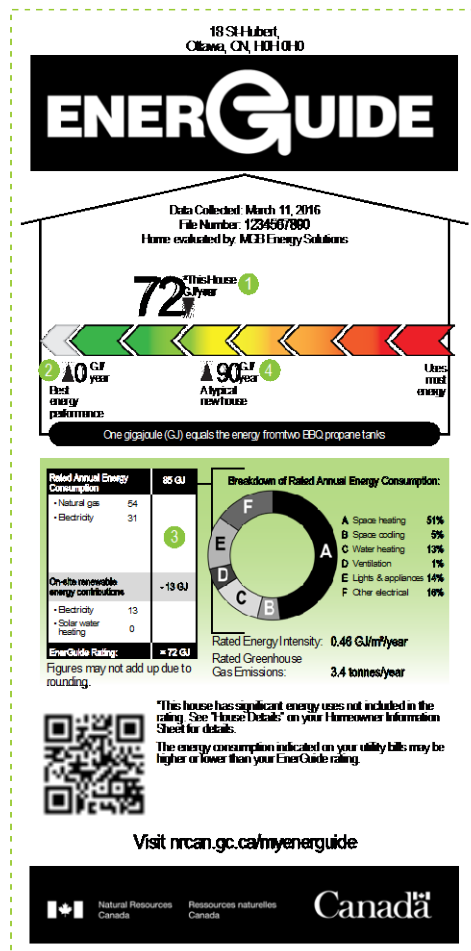 18 St-Hubert,
Ottawa, ON, H0H 0H0
ENERGUIDE
Data Collected: March 11, 2016
File Number: 1234567890
Home evaluated by: MGB Energy Solutions
72 *This House GJ/year 1
2 0 GJ/year
Best energy performance
90 GJ/year 4
A typical new house
Uses most energy
One gigajoule (GJ) equals the energy from two BBQ propane tanks
Rated Annual Energy Consumption 85 GJ
• Natural gas 54
• Electricity 31
3
On-site renewable energy contributions - 13 GJ
• Electricity 13
• Solar water heating 0
EnerGuide Rating: = 72 GJ
Figures may not add up due to
rounding.
Breakdown of Rated Annual Energy Consumption:
F
E
D
C
B
A
A Space heating 51%
B Space cooling 5%
C Water heating 13%
D Ventilation 1%
E Lights & appliances 14%
F Other electrical 16%
Rated Energy Intensity: 0.46 GJ/m²/year
Rated Greenhouse
Gas Emissions: 3.4 tonnes/year
*This house has significant energy uses not included in the
rating. See "House Details" on your Homeowner Information
Sheet for details.
The energy consumption indicated on your utility bills may be
higher or lower than your EnerGuide rating.
Visit nrcan.gc.ca/myenerguide
Natural Resources
Canada
Ressources naturelles
Canada
Canada